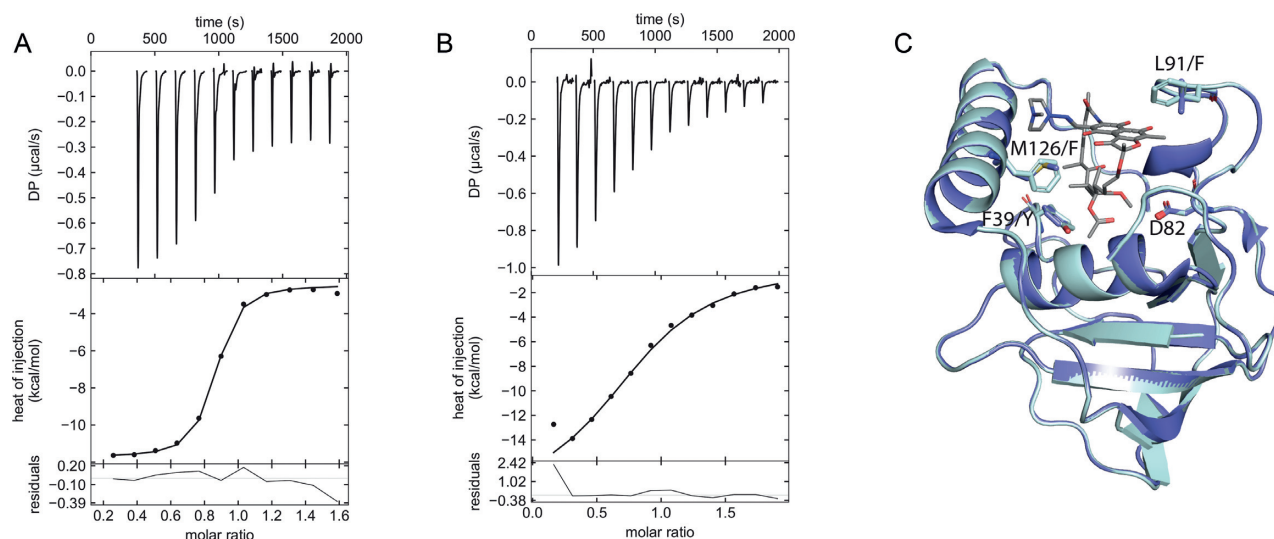 A
time (s)
0 500 1000 1500 2000
0.0
−0.1
−0.2
−0.3
−0.4
−0.5
−0.6
−0.7
−0.8
DP (µcal/s)
−4
−6
−8
−10
heat of injection
(kcal/mol)
0.20
−0.10
−0.39
residuals
0.2 0.4 0.6 0.8 1.0 1.2 1.4 1.6
molar ratio
B
time (s)
0 500 1000 1500 2000
0.0
−0.2
−0.4
−0.6
−0.8
−1.0
DP (µcal/s)
−2
−4
−6
−8
−10
−12
−14
heat of injection
(kcal/mol)
2.42
1.02
−0.38
residuals
0.0 0.5 1.0 1.5
molar ratio
C
L91/F
M126/F
F39/Y
D82